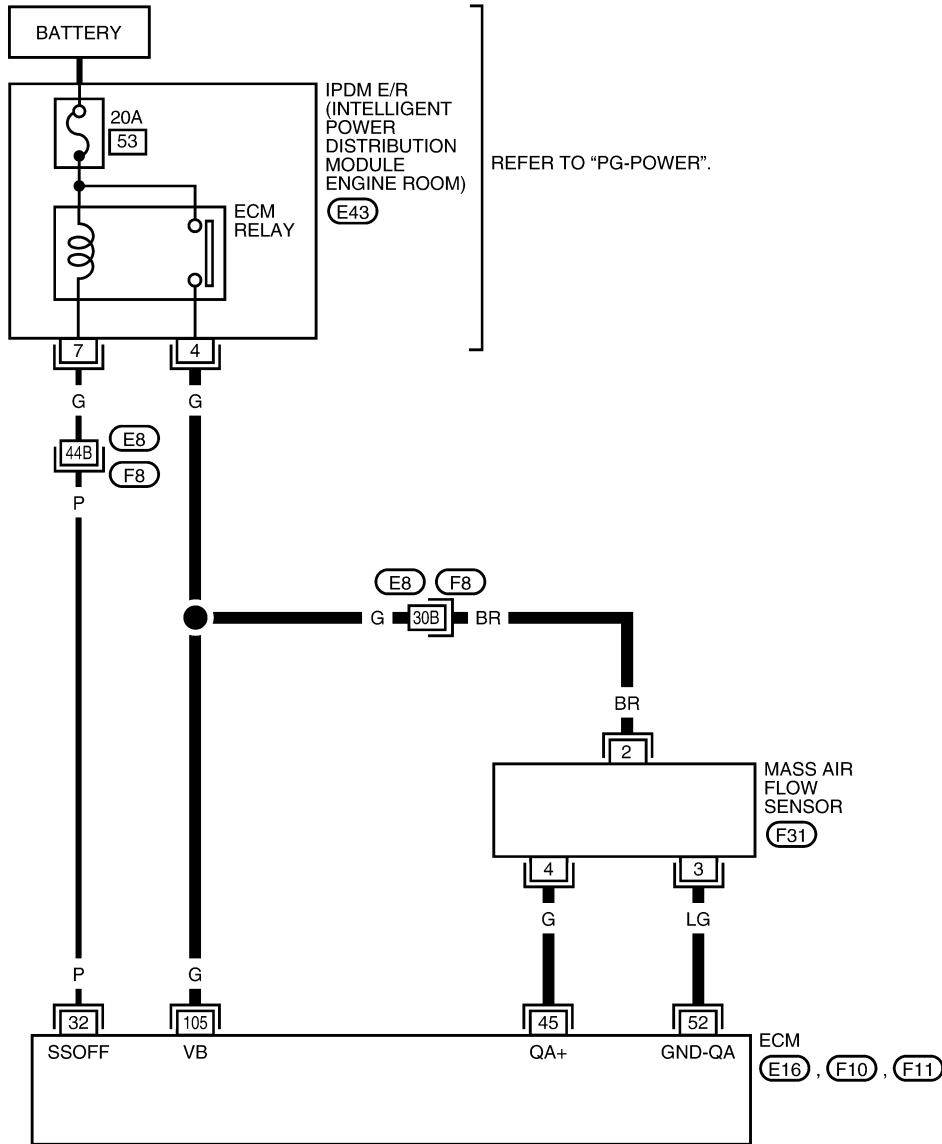 BATTERY
20A
53
IPDM E/R
(INTELLIGENT
POWER
DISTRIBUTION
MODULE
ENGINE ROOM)
E43
REFER TO “PG-POWER”.
ECM
RELAY
7
4
G
G
44B
E8
F8
P
E8
F8
G
30B
BR
BR
2
MASS AIR
FLOW
SENSOR
F31
4
3
G
LG
P
G
32
105
45
52
SSOFF
VB
QA+
GND-QA
ECM
E16 , F10 , F11